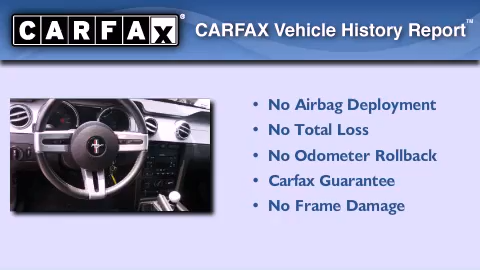 CARFAX®
CARFAX Vehicle History Report™
• No Airbag Deployment
• No Total Loss
• No Odometer Rollback
• Carfax Guarantee
• No Frame Damage